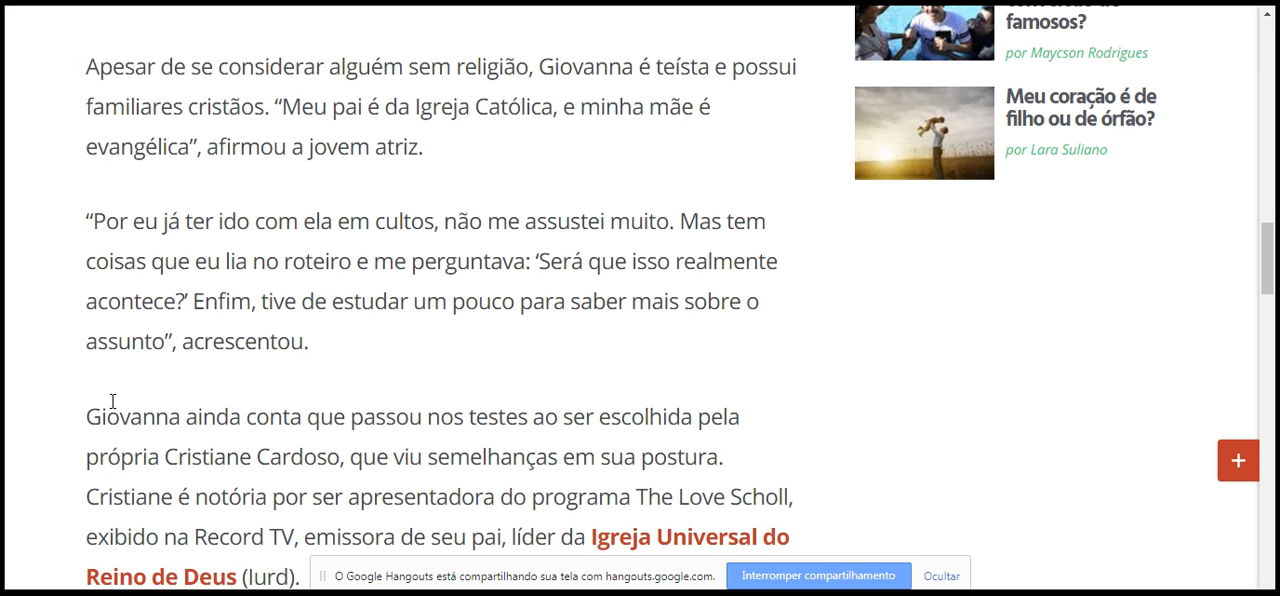 Apesar de se considerar alguém sem religião, Giovanna é teísta e possui
familiares cristãos. “Meu pai é da Igreja Católica, e minha mãe é
evangélica”, afirmou a jovem atriz.
“Por eu já ter ido com ela em cultos, não me assustei muito. Mas tem
coisas que eu lia no roteiro e me perguntava: ‘Será que isso realmente
acontece?’ Enfim, tive de estudar um pouco para saber mais sobre o
assunto”, acrescentou.
Giovanna ainda conta que passou nos testes ao ser escolhida pela
própria Cristiane Cardoso, que viu semelhanças em sua postura.
Cristiane é notória por ser apresentadora do programa The Love Scholl,
exibido na Record TV, emissora de seu pai, líder da Igreja Universal do
Reino de Deus (Iurd).
famosos?
por Maycson Rodrigues
Meu coração é de
filho ou de órfão?
por Lara Suliano
+
O Google Hangouts está compartilhando sua tela com hangouts.google.com. Interromper compartilhamento Ocultar